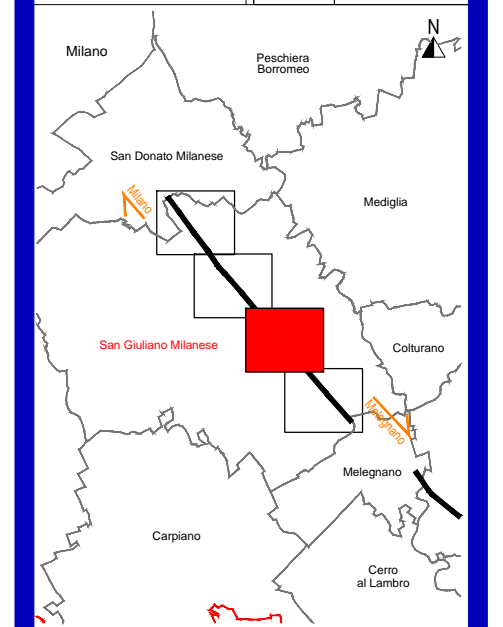 N
Milano
Peschiera
Borromeo
San Donato Milanese
Milano
Mediglia
San Giuliano Milanese
Colturano
Melegnano
Melegnano
Carpiano
Cerro
al Lambro